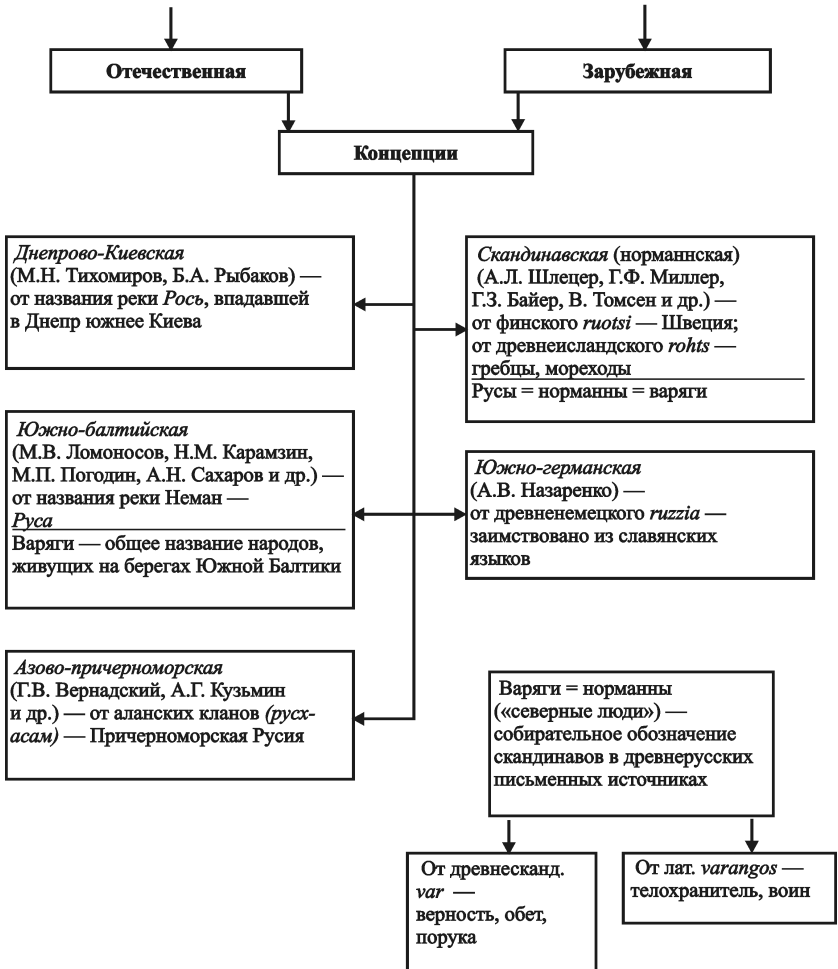 Отечественная
Зарубежная
Концепции
Днепрово-Киевская
(М.Н. Тихомиров, Б.А. Рыбаков) —
от названия реки Рось, впадавшей
в Днепр южнее Киева
Скандинавская (норманнская)
(А.Л. Шлецер, Г.Ф. Миллер,
Г.З. Байер, В. Томсен и др.) —
от финского ruotsi — Швеция;
от древнеисландского rohts —
гребцы, мореходы
Русы = норманны = варяги
Южно-балтийская
(М.В. Ломоносов, Н.М. Карамзин,
М.П. Погодин, А.Н. Сахаров и др.) —
от названия реки Неман —
Руса
Варяги — общее название народов,
живущих на берегах Южной Балтики
Южно-германская
(А.В. Назаренко) —
от древненемецкого ruzzia —
заимствовано из славянских
языков
Азово-причерноморская
(Г.В. Вернадский, А.Г. Кузьмин
и др.) — от аланских кланов (русх-
асам) — Причерноморская Русия
Варяги = норманны
(«северные люди») —
собирательное обозначение
скандинавов в древнерусских
письменных источниках
От древнесканд.
var —
верность, обет,
порука
От лат. varangos —
телохранитель, воин